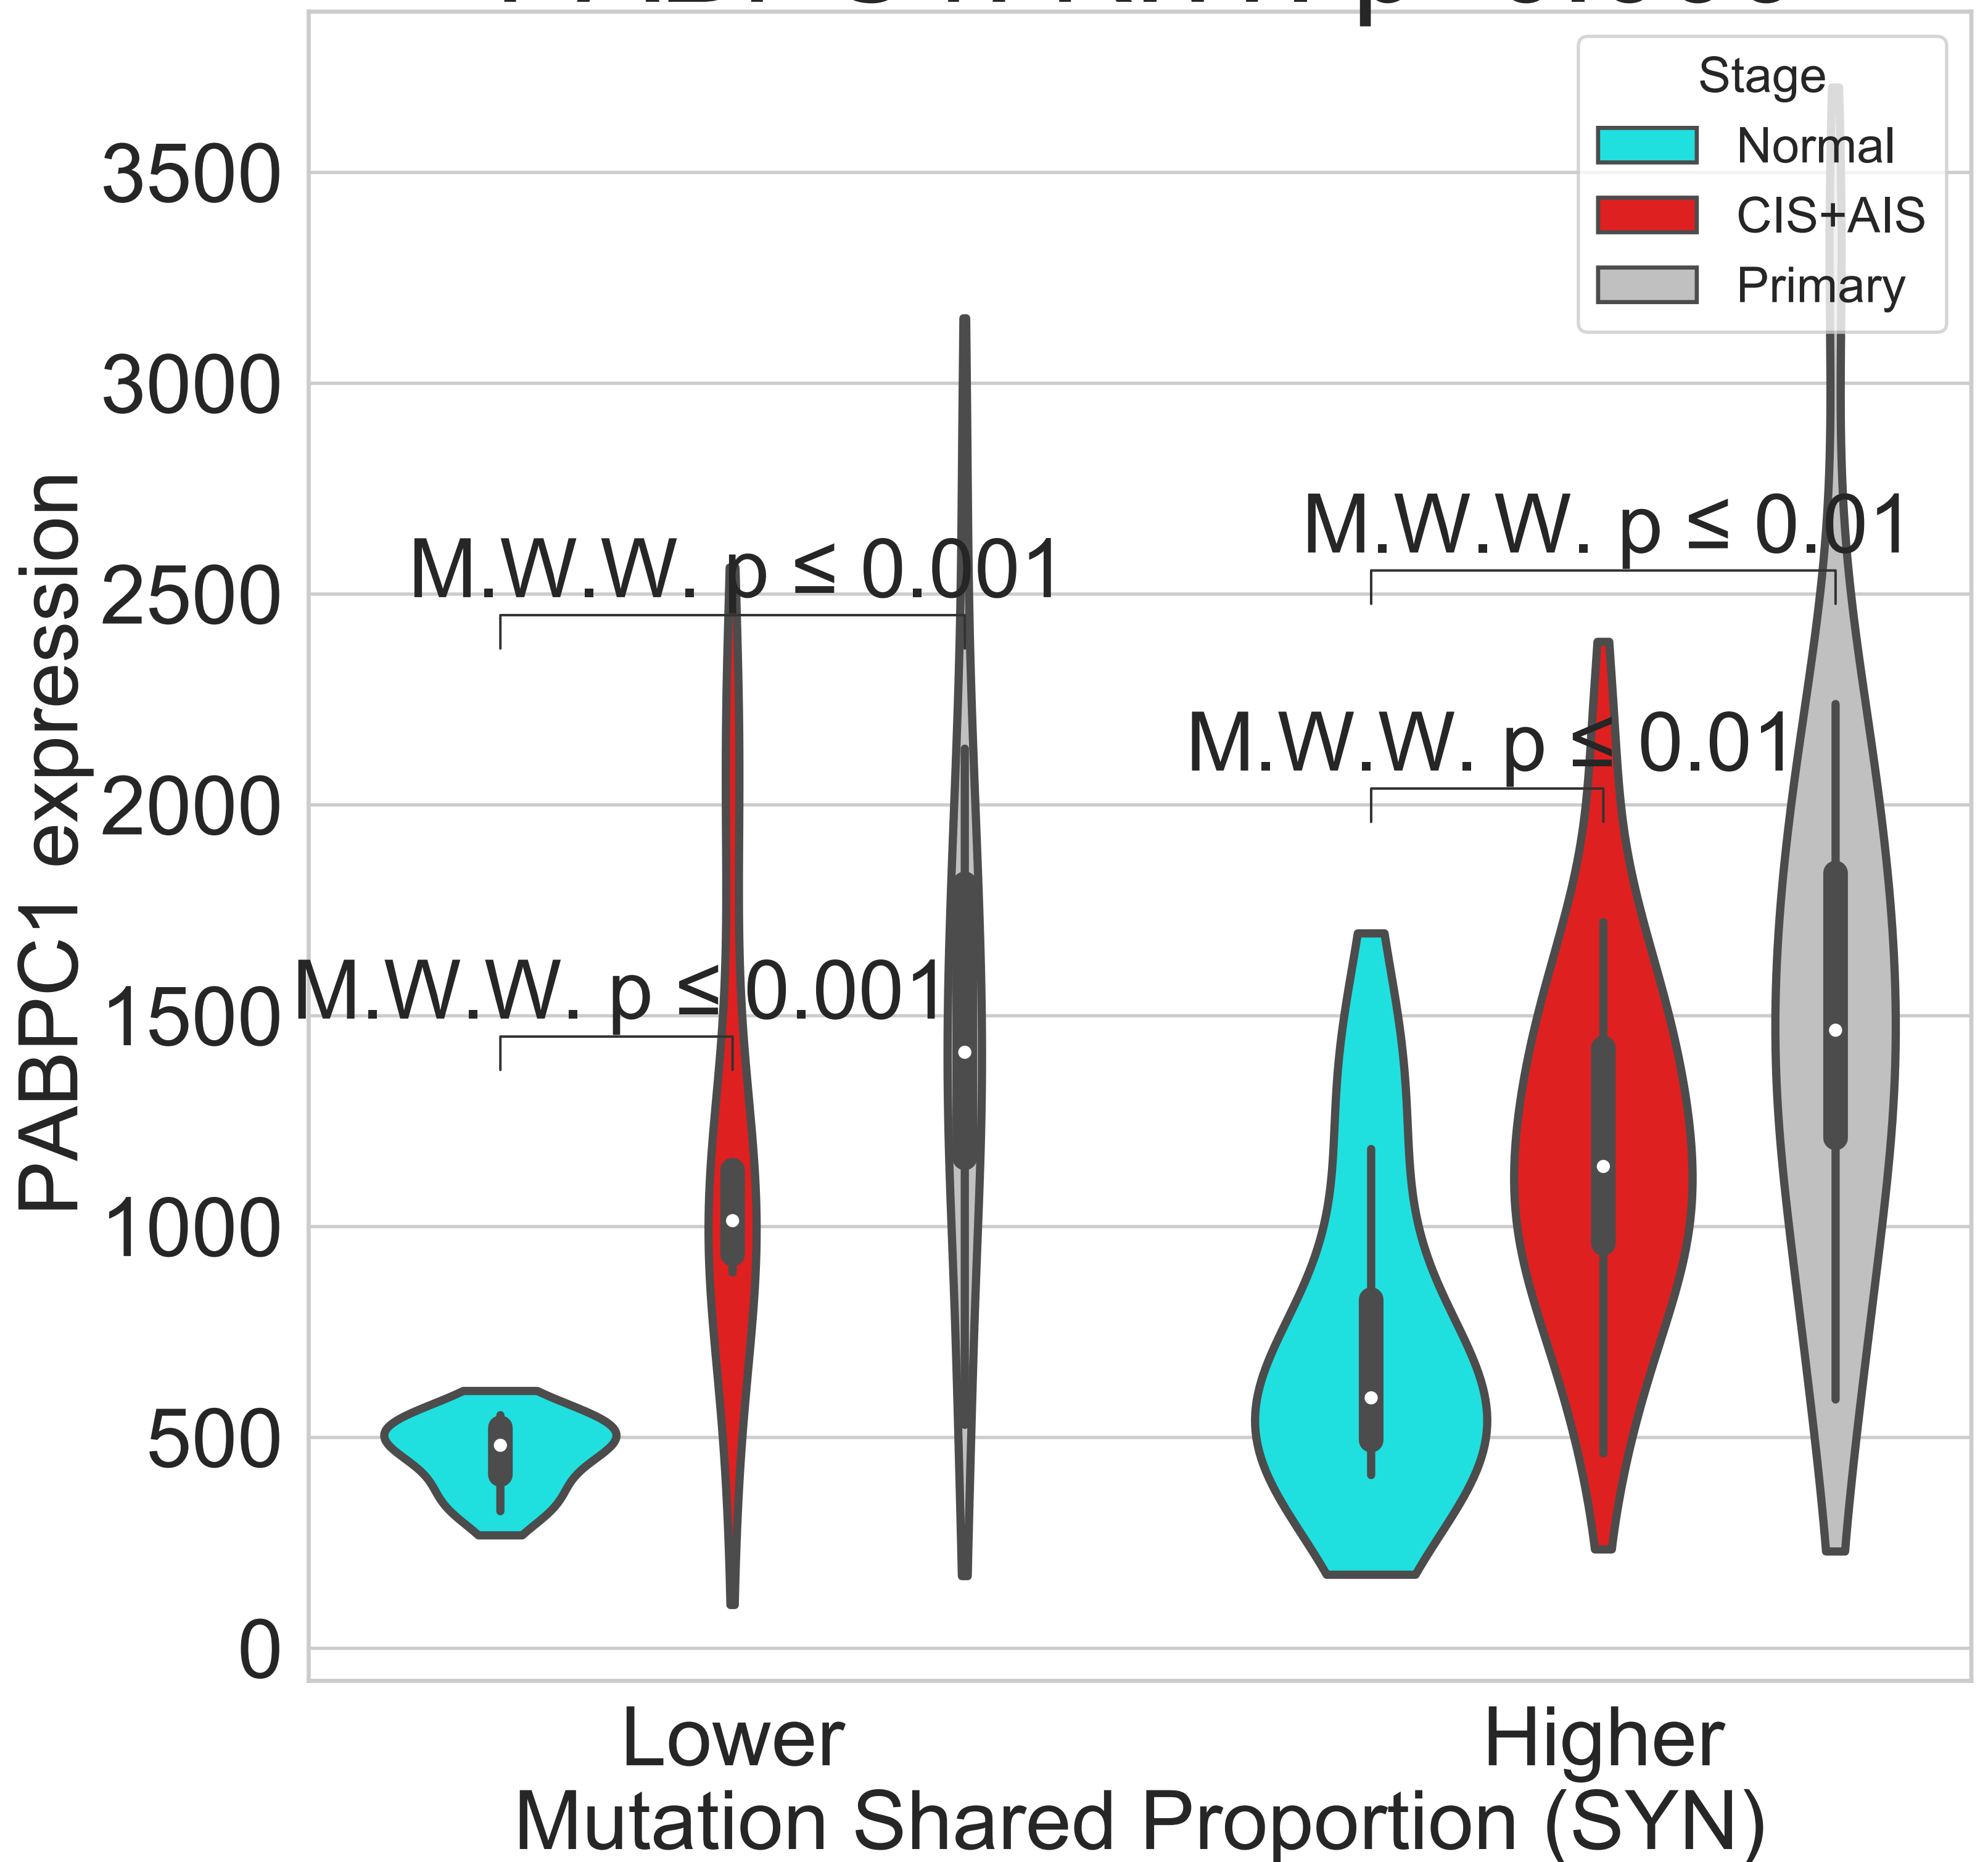 Stage
Normal
CIS+AIS
Primary
3500
3000
2500
2000
1500
1000
500
0
PABPC1 expression
M.W.W. p ≤ 0.001
M.W.W. p ≤ 0.01
M.W.W. p ≤ 0.01
M.W.W. p ≤ 0.001
Lower
Higher
Mutation Shared Proportion (SYN)